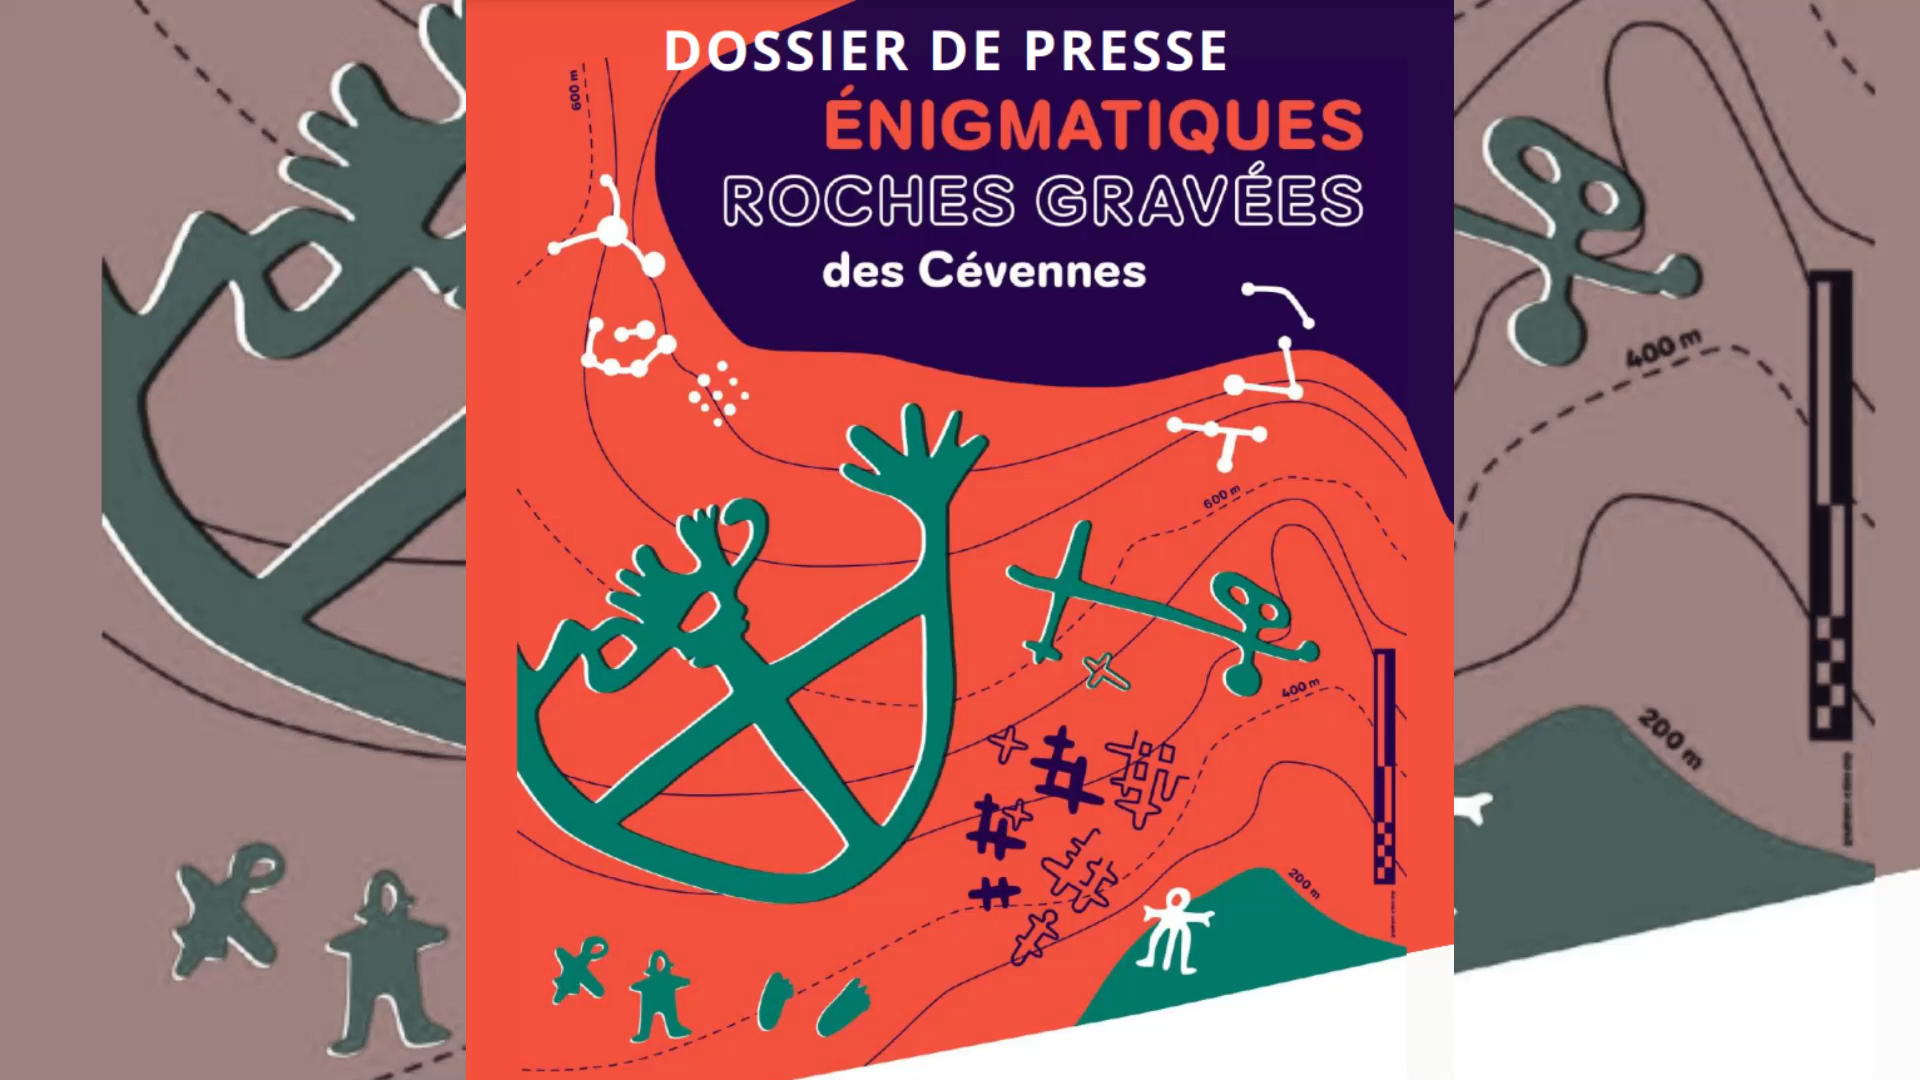 DOSSIER DE PRESSE
ÉNIGMATIQUES
ROCHES GRAVÉES
des Cévennes
600 m
600 m
400 m
200 m
400 m
200 m